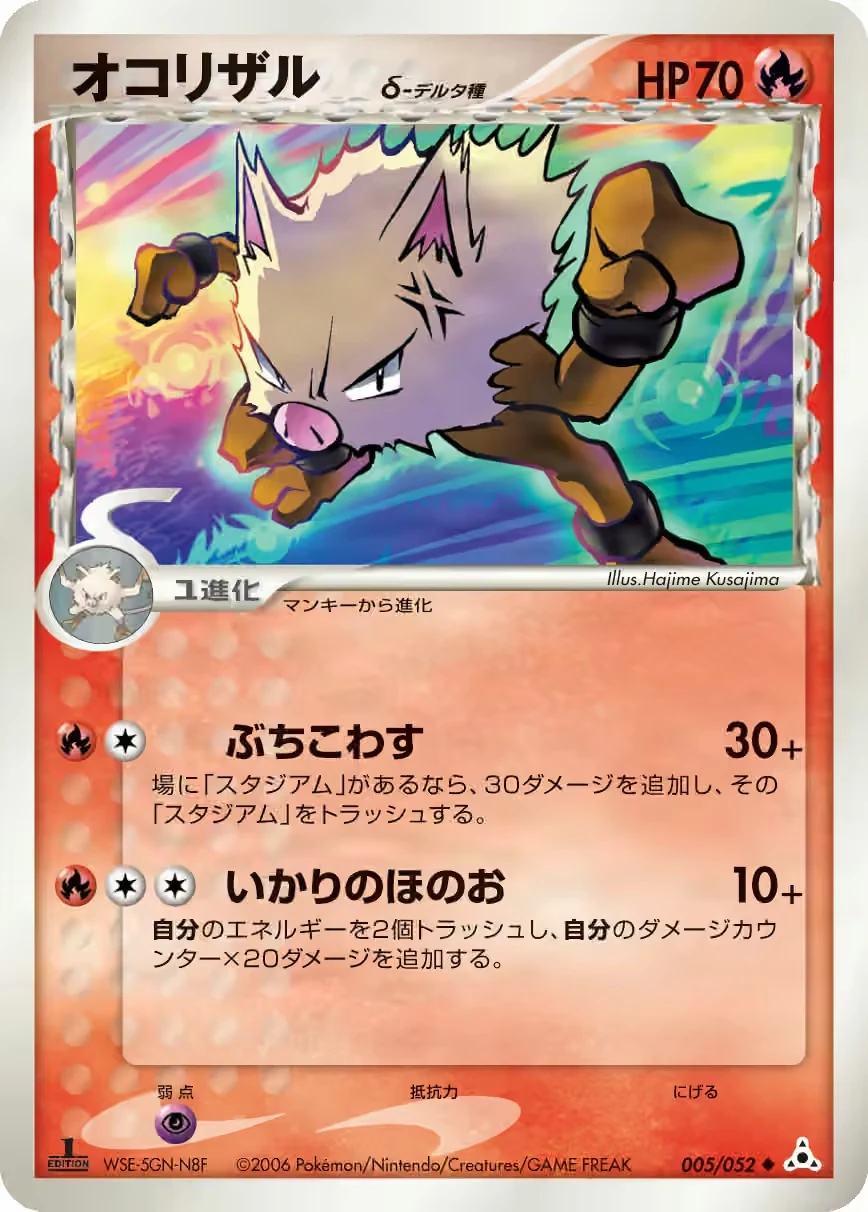 オコリザル δ-デルタ種 HP70
Illus.Hajime Kusajima
1進化 マンキーから進化
ぶちこわす 30+
場に「スタジアム」があるなら、30ダメージを追加し、その
「スタジアム」をトラッシュする。
いかりのほのお 10+
自分のエネルギーを2個トラッシュし、自分のダメージカウ
ンター×20ダメージを追加する。
弱点 抵抗力 にげる
1 EDITION WSE-5GN-N8F ©2006 Pokémon/Nintendo/Creatures/GAME FREAK 005/052